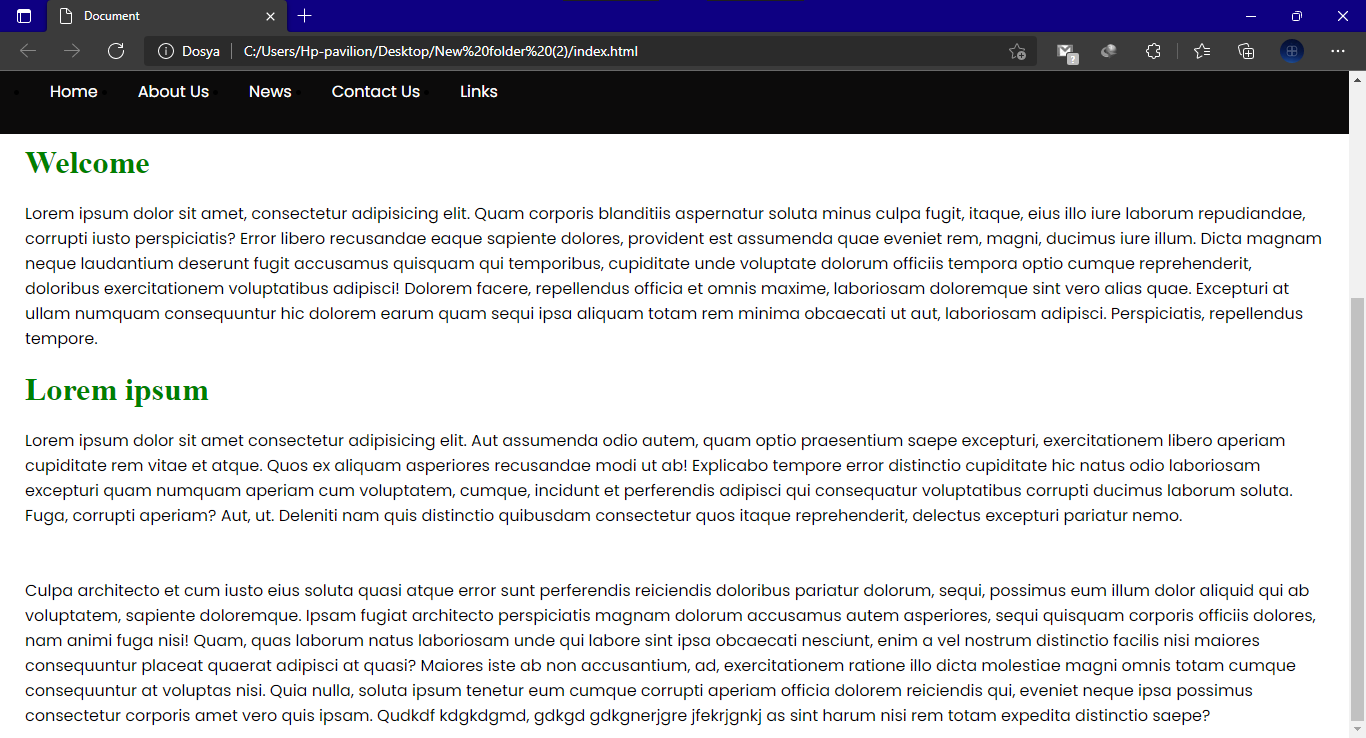 Document
Dosya C:/Users/Hp-pavilion/Desktop/New%20folder%20(2)/index.html
?
Home About Us News Contact Us Links
Welcome
Lorem ipsum dolor sit amet, consectetur adipisicing elit. Quam corporis blanditiis aspernatur soluta minus culpa fugit, itaque, eius illo iure laborum repudiandae,
corrupti iusto perspiciatis? Error libero recusandae eaque sapiente dolores, provident est assumenda quae eveniet rem, magni, ducimus iure illum. Dicta magnam
neque laudantium deserunt fugit accusamus quisquam qui temporibus, cupiditate unde voluptate dolorum officiis tempora optio cumque reprehenderit,
doloribus exercitationem voluptatibus adipisci! Dolorem facere, repellendus officia et omnis maxime, laboriosam doloremque sint vero alias quae. Excepturi at
ullam numquam consequuntur hic dolorem earum quam sequi ipsa aliquam totam rem minima obcaecati ut aut, laboriosam adipisci. Perspiciatis, repellendus
tempore.
Lorem ipsum
Lorem ipsum dolor sit amet consectetur adipisicing elit. Aut assumenda odio autem, quam optio praesentium saepe excepturi, exercitationem libero aperiam
cupiditate rem vitae et atque. Quos ex aliquam asperiores recusandae modi ut ab! Explicabo tempore error distinctio cupiditate hic natus odio laboriosam
excepturi quam numquam aperiam cum voluptatem, cumque, incidunt et perferendis adipisci qui consequatur voluptatibus corrupti ducimus laborum soluta.
Fuga, corrupti aperiam? Aut, ut. Deleniti nam quis distinctio quibusdam consectetur quos itaque reprehenderit, delectus excepturi pariatur nemo.
Culpa architecto et cum iusto eius soluta quasi atque error sunt perferendis reiciendis doloribus pariatur dolorum, sequi, possimus eum illum dolor aliquid qui ab
voluptatem, sapiente doloremque. Ipsam fugiat architecto perspiciatis magnam dolorum accusamus autem asperiores, sequi quisquam corporis officiis dolores,
nam animi fuga nisi! Quam, quas laborum natus laboriosam unde qui labore sint ipsa obcaecati nesciunt, enim a vel nostrum distinctio facilis nisi maiores
consequuntur placeat quaerat adipisci at quasi? Maiores iste ab non accusantium, ad, exercitationem ratione illo dicta molestiae magni omnis totam cumque
consequuntur at voluptas nisi. Quia nulla, soluta ipsum tenetur eum cumque corrupti aperiam officia dolorem reiciendis qui, eveniet neque ipsa possimus
consectetur corporis amet vero quis ipsam. Qudkdf kdgkdgmd, gdkgd gdkgnerjgre jfekrjgnkj as sint harum nisi rem totam expedita distinctio saepe?